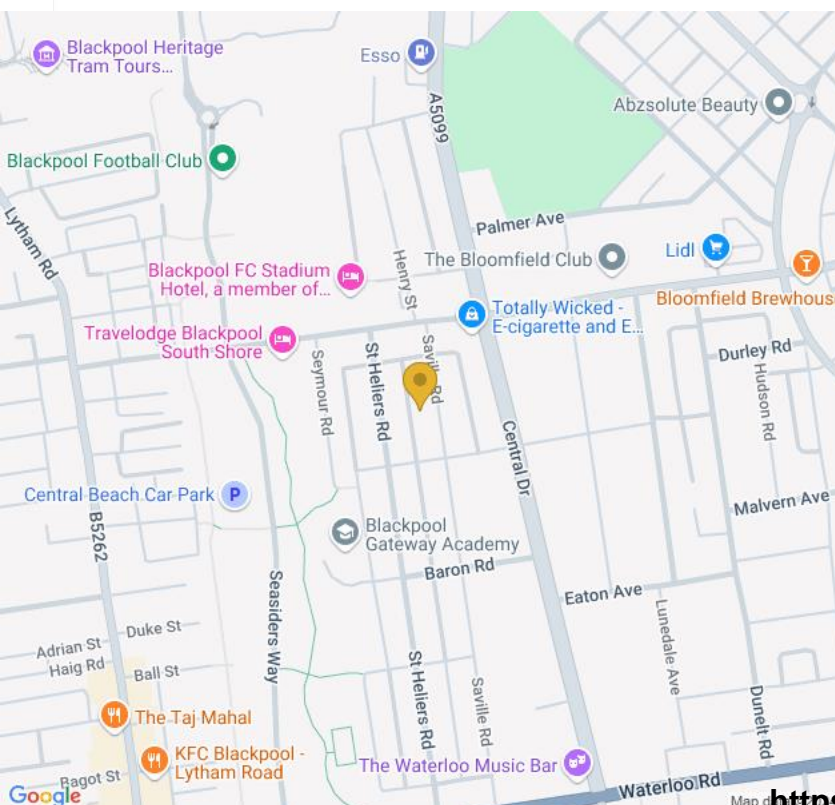 Blackpool Heritage
Tram Tours...
Esso
A5099
Abzsolute Beauty
Blackpool Football Club
Lytham Rd
Palmer Ave
Henry St
The Bloomfield Club
Lidl
Blackpool FC Stadium
Hotel, a member of...
Bloomfield Brewhous
Totally Wicked -
E-cigarette and E...
Travelodge Blackpool
South Shore
Seymour Rd
St Heliers Rd
Saville Rd
Durley Rd
Hudson Rd
Central Dr
Central Beach Car Park
P
Malvern Ave
B5262
Blackpool
Gateway Academy
Baron Rd
Seasiders Way
Eaton Ave
Lunedale Ave
Duke St
Adrian St
Haig Rd
Ball St
St Heliers Rd
Saville Rd
Dunelt Rd
The Taj Mahal
KFC Blackpool -
Lytham Road
The Waterloo Music Bar
Bagot St
Waterloo Rd
Google
Map d
https